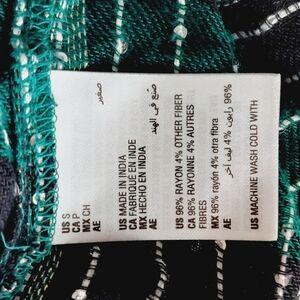 US S
CA P
MX CH
AE صغير
US MADE IN INDIA
CA FABRIQUE EN INDE
MX HECHO EN INDIA
AE صنع في الهند
US 96% RAYON 4% OTHER FIBER
CA 96% RAYONNE 4% AUTRES
FIBRES
MX 96% rayón 4% otra fibra
AE 96% رايون 4% ليف آخر
US MACHINE WASH COLD WITH